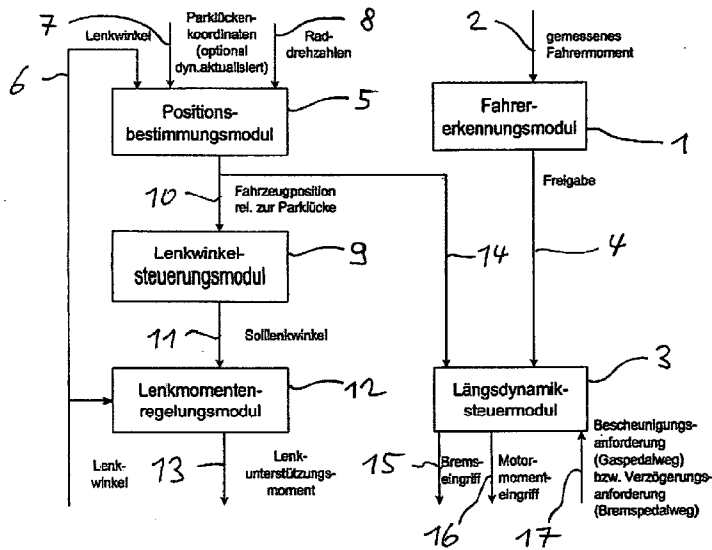 7
Lenkwinkel
Parklücken-
koordinaten
(optional
dyn.aktualisiert)
Rad-
drehzahlen
8
2
gemessenes
Fahrermoment
6
Positions-
bestimmungsmodul
5
Fahrer-
erkennungsmodul
1
10
Fahrzeugposition
rel. zur Parklücke
Freigabe
Lenkwinkel-
steuerungsmodul
9
14
4
11
Solllenkwinkel
3
Lenkmomenten-
regelungsmodul
12
Längsdynamik-
steuermodul
Lenk-
winkel
13
Lenk-
unterstützungs-
moment
15
Brems-
eingriff
Motor-
moment-
eingriff
16
17
Bescheunigungs-
anforderung
(Gaspedalweg)
bzw. Verzögerungs-
anforderung
(Bremspedalweg)